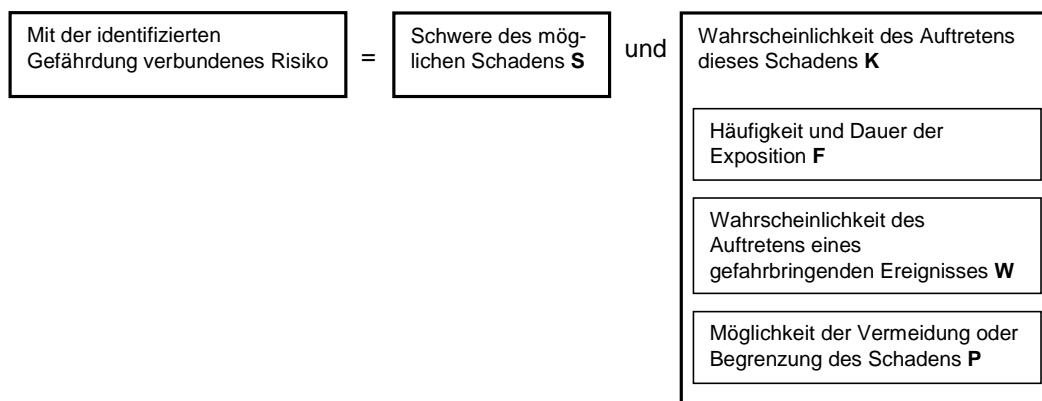 Mit der identifizierten
Gefährdung verbundenes Risiko
=
Schwere des mög-
lichen Schadens S
und
Wahrscheinlichkeit des Auftretens
dieses Schadens K
Häufigkeit und Dauer der
Exposition F
Wahrscheinlichkeit des
Auftretens eines
gefahrbringenden Ereignisses W
Möglichkeit der Vermeidung oder
Begrenzung des Schadens P